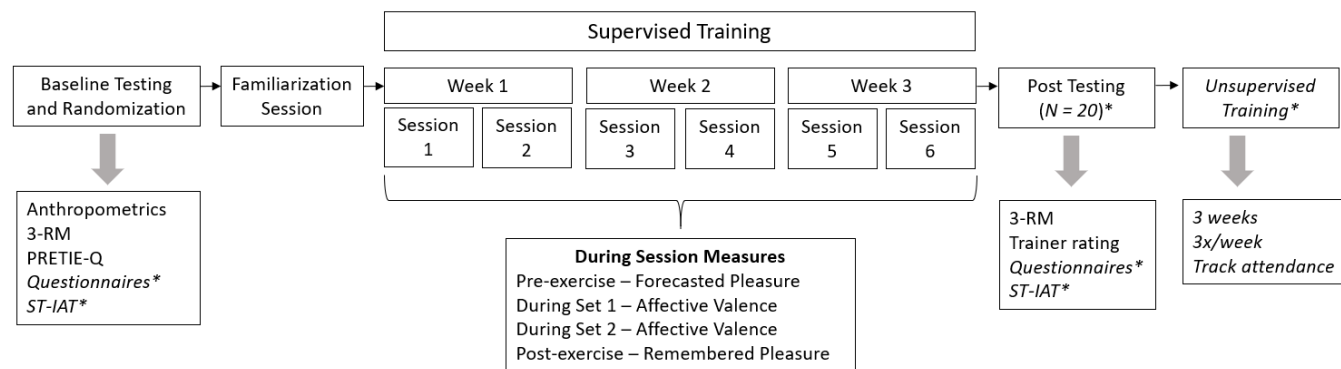 Supervised Training
Baseline Testing
and Randomization
Familiarization
Session
Week 1
Week 2
Week 3
Post Testing
(N = 20)*
Unsupervised
Training*
Session
1
Session
2
Session
3
Session
4
Session
5
Session
6
Anthropometrics
3-RM
PRETIE-Q
Questionnaires*
ST-IAT*
During Session Measures
Pre-exercise – Forecasted Pleasure
During Set 1 – Affective Valence
During Set 2 – Affective Valence
Post-exercise – Remembered Pleasure
3-RM
Trainer rating
Questionnaires*
ST-IAT*
3 weeks
3x/week
Track attendance